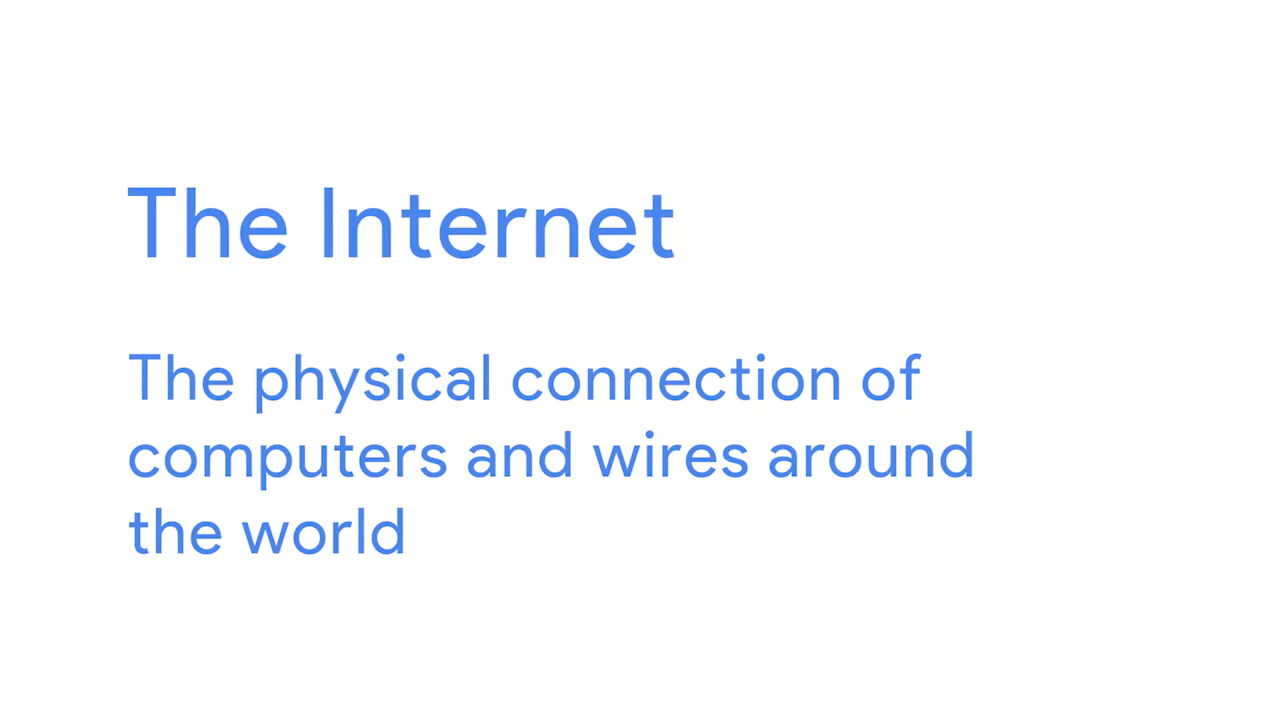 The Internet
The physical connection of
computers and wires around
the world